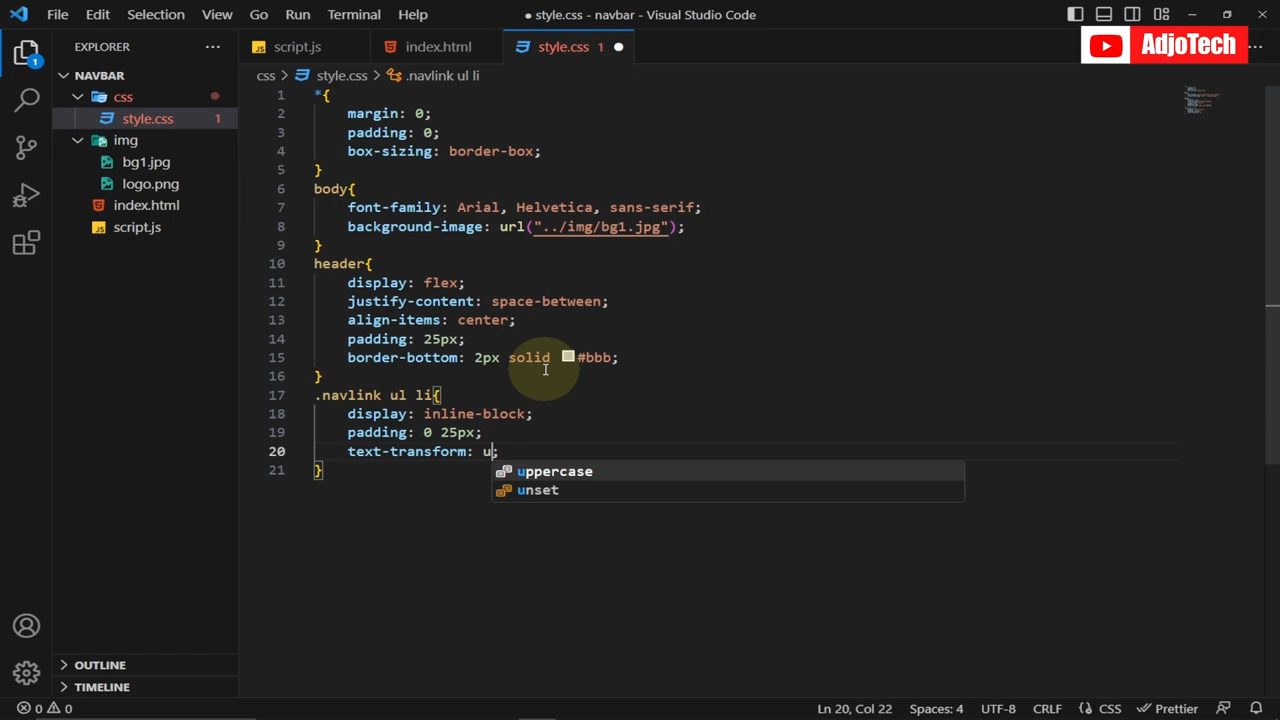 File Edit Selection View Go Run Terminal Help
● style.css - navbar - Visual Studio Code
AdjoTech
EXPLORER
script.js
index.html
style.css 1
NAVBAR
css
style.css 1
img
bg1.jpg
logo.png
index.html
script.js
css > style.css > .navlink ul li
1 *{
2 margin: 0;
3 padding: 0;
4 box-sizing: border-box;
5 }
6 body{
7 font-family: Arial, Helvetica, sans-serif;
8 background-image: url("../img/bg1.jpg");
9 }
10 header{
11 display: flex;
12 justify-content: space-between;
13 align-items: center;
14 padding: 25px;
15 border-bottom: 2px solid #bbb;
16 }
17 .navlink ul li{
18 display: inline-block;
19 padding: 0 25px;
20 text-transform: u;
21 }
uppercase
unset
1
OUTLINE
TIMELINE
0 0
Ln 20, Col 22 Spaces: 4 UTF-8 CRLF {} CSS Prettier